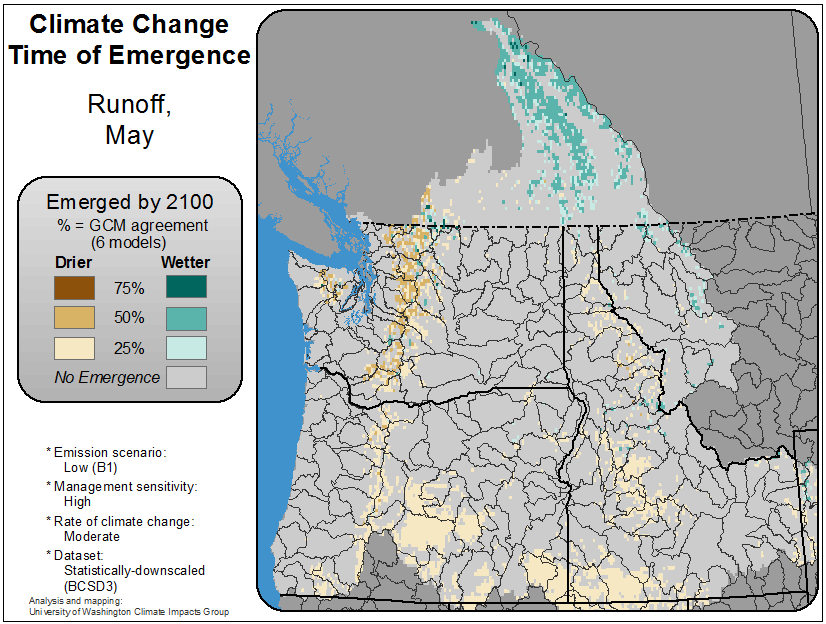 Climate Change
Time of Emergence
Runoff,
May
Emerged by 2100
% = GCM agreement
(6 models)
Drier Wetter
75%
50%
25%
No Emergence
* Emission scenario:
Low (B1)
* Management sensitivity:
High
* Rate of climate change:
Moderate
* Dataset:
Statistically-downscaled
(BCSD3)
Analysis and mapping:
University of Washington Climate Impacts Group